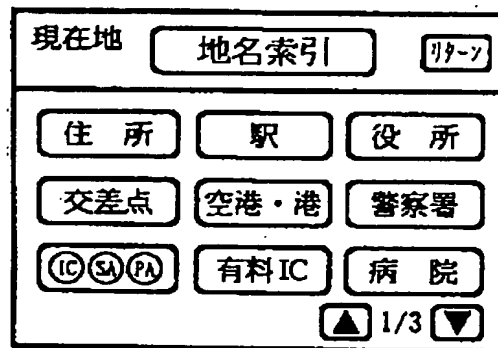 現在地 地名索引 リターン
住 所 駅 役 所
交差点 空港・港 警察署
IC SA PA 有料IC 病 院
▲ 1/3 ▼